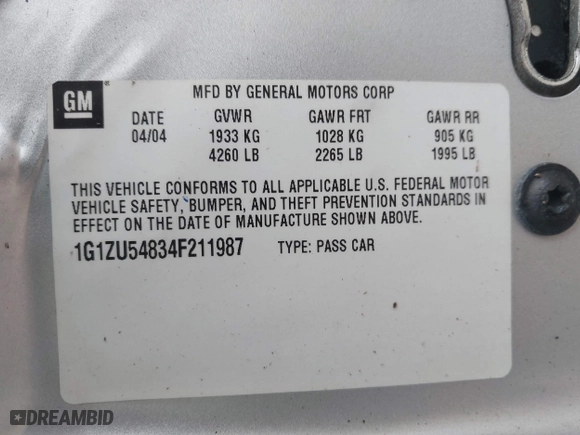 GM
MFD BY GENERAL MOTORS CORP
DATE GVWR GAWR FRT GAWR RR
04/04 1933 KG 1028 KG 905 KG
4260 LB 2265 LB 1995 LB
THIS VEHICLE CONFORMS TO ALL APPLICABLE U.S. FEDERAL MOTOR
VEHICLE SAFETY, BUMPER, AND THEFT PREVENTION STANDARDS IN
EFFECT ON THE DATE OF MANUFACTURE SHOWN ABOVE.
1G1ZU54834F211987 TYPE: PASS CAR
DREAMBID